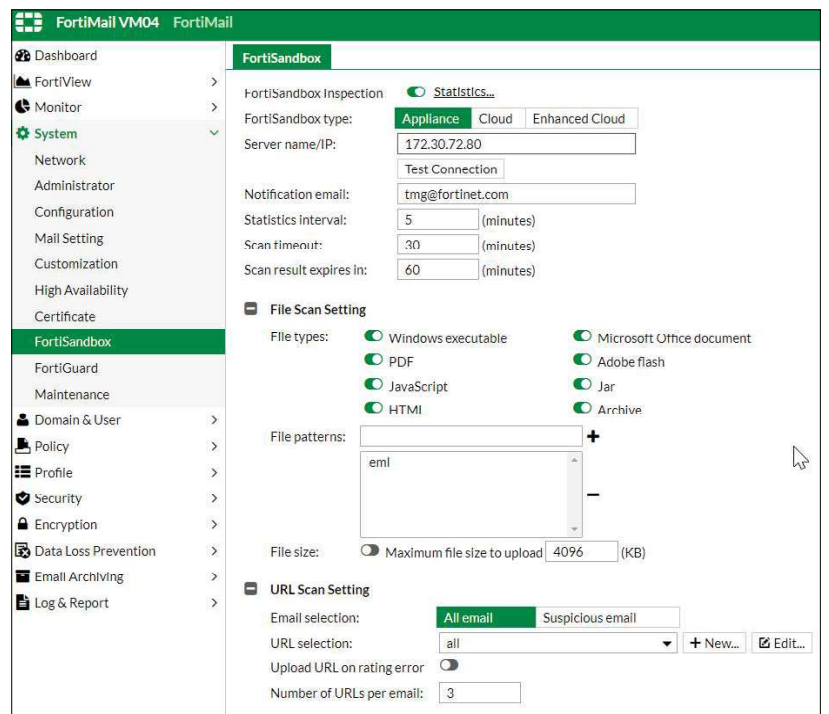 FortiMail VM04 FortiMail
Dashboard
FortiView
Monitor
System
Network
Administrator
Configuration
Mail Setting
Customization
High Availability
Certificate
FortiSandbox
FortiGuard
Maintenance
Domain & User
Policy
Profile
Security
Encryption
Data Loss Prevention
Email Archiving
Log & Report
FortiSandbox
FortiSandbox Inspection Statistics...
FortiSandbox type: Appliance Cloud Enhanced Cloud
Server name/IP: 172.30.72.80
Test Connection
Notification email: tmg@fortinet.com
Statistics interval: 5 (minutes)
Scan timeout: 30 (minutes)
Scan result expires in: 60 (minutes)
File Scan Setting
File types: Windows executable Microsoft Office document
PDF Adobe flash
JavaScript Jar
HTML Archive
File patterns:
eml
File size: Maximum file size to upload 4096 (KB)
URL Scan Setting
Email selection: All email Suspicious email
URL selection: all + New... Edit...
Upload URL on rating error
Number of URLs per email: 3